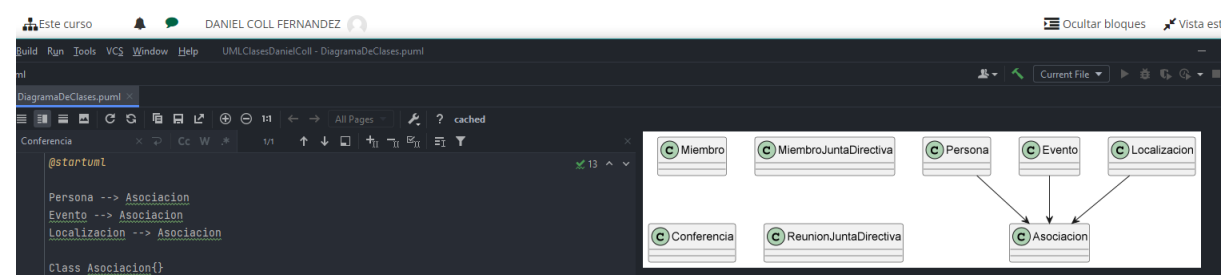 Este curso DANIEL COLL FERNANDEZ Ocultar bloques Vista est
Build Run Tools VCS Window Help UMLClasesDanielColl - DiagramaDeClases.puml
ml Current File
DiagramaDeClases.puml
1:1 All Pages ? cached
Conferencia Cc W .* 1/1
@startuml 13
Persona --> Asociacion
Evento --> Asociacion
Localizacion --> Asociacion
Class Asociacion{}
C Miembro C MiembroJuntaDirectiva C Persona C Evento C Localizacion
C Conferencia C ReunionJuntaDirectiva C Asociacion